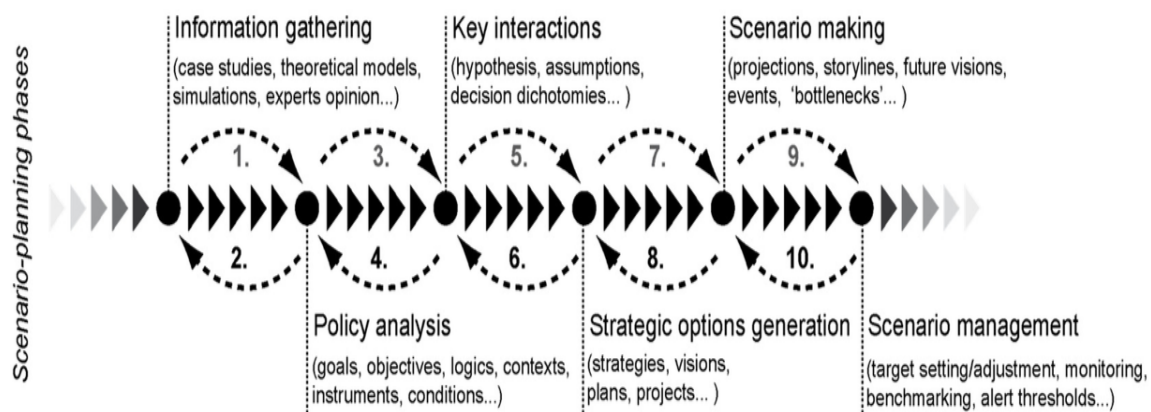 Scenario-planning phases
Information gathering
(case studies, theoretical models,
simulations, experts opinion...)
Key interactions
(hypothesis, assumptions,
decision dichotomies... )
Scenario making
(projections, storylines, future visions,
events, 'bottlenecks'... )
1.
3.
5.
7.
9.
2.
4.
6.
8.
10.
Policy analysis
(goals, objectives, logics, contexts,
instruments, conditions...)
Strategic options generation
(strategies, visions,
plans, projects... )
Scenario management
(target setting/adjustment, monitoring,
benchmarking, alert thresholds...)